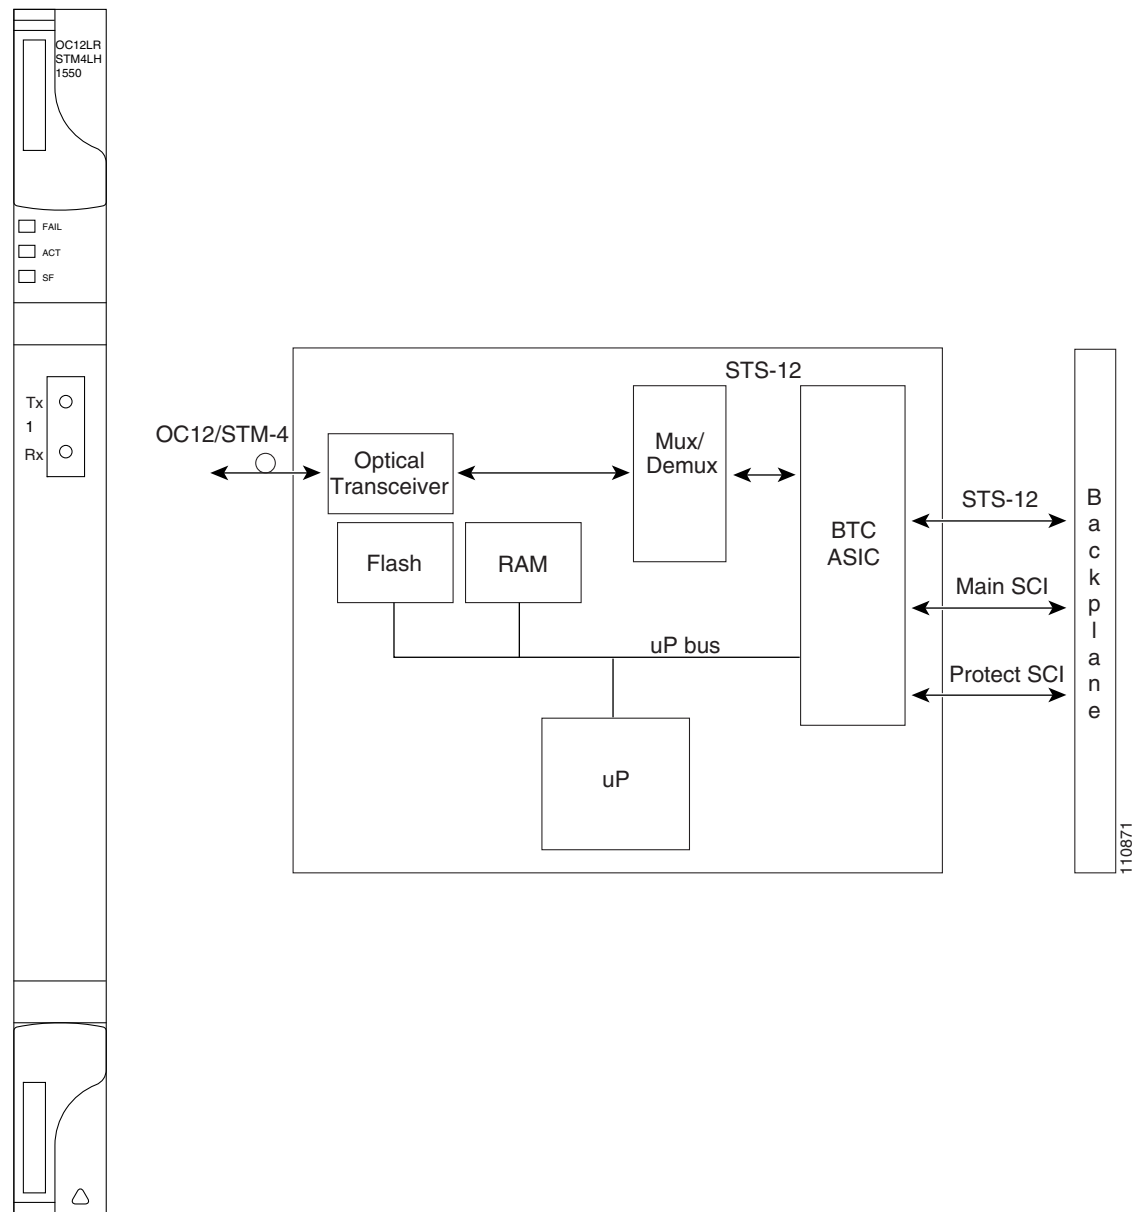 OC12LR
STM4LH
1550
FAIL
ACT
SF
Tx
1
Rx
OC12/STM-4
Optical
Transceiver
Flash
RAM
STS-12
Mux/
Demux
BTC
ASIC
uP bus
uP
STS-12
Main SCI
Protect SCI
Backplane
110871